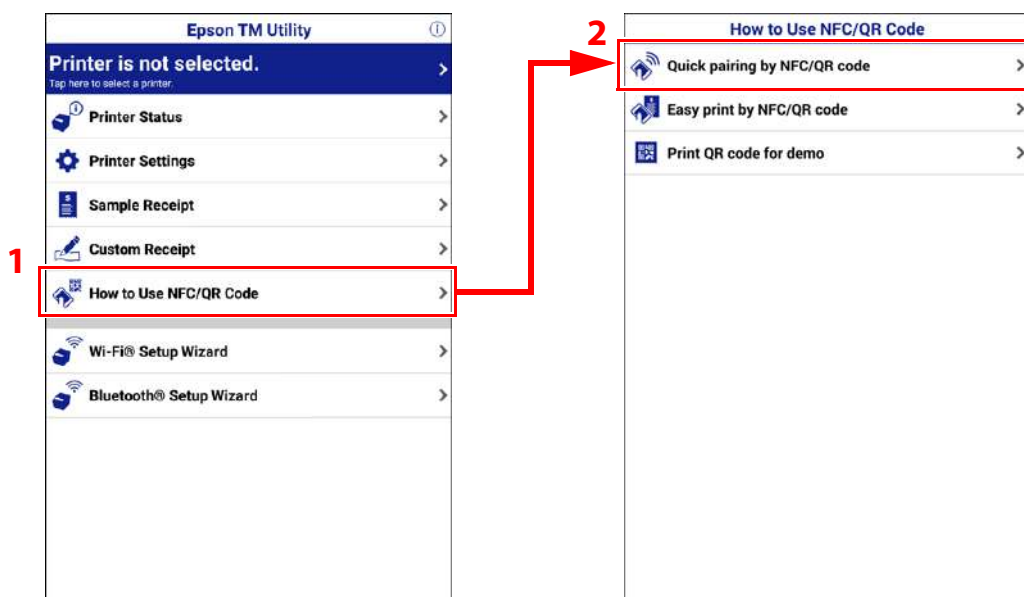 Epson TM Utility
Printer is not selected.
Tap here to select a printer.
Printer Status
Printer Settings
Sample Receipt
Custom Receipt
1
How to Use NFC/QR Code
Wi-Fi® Setup Wizard
Bluetooth® Setup Wizard
2
How to Use NFC/QR Code
Quick pairing by NFC/QR code
Easy print by NFC/QR code
Print QR code for demo